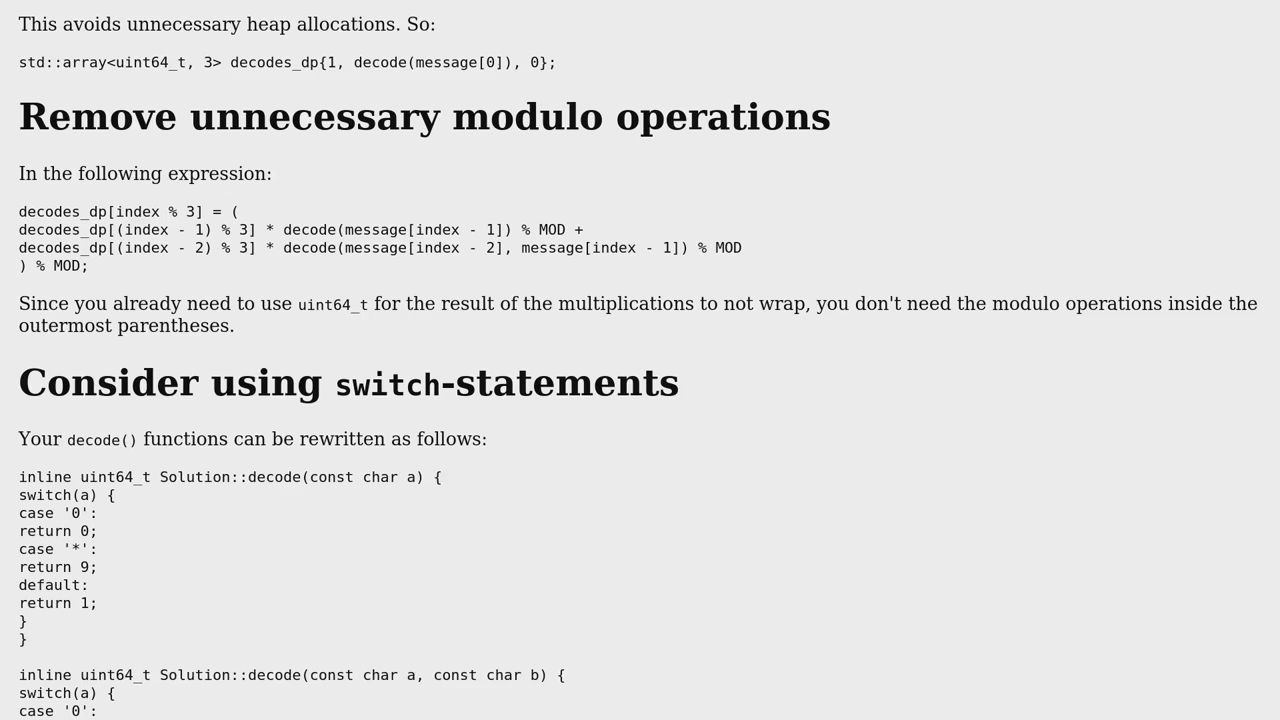 This avoids unnecessary heap allocations. So:
std::array<uint64_t, 3> decodes_dp{1, decode(message[0]), 0};
Remove unnecessary modulo operations
In the following expression:
decodes_dp[index % 3] = (
decodes_dp[(index - 1) % 3] * decode(message[index - 1]) % MOD +
decodes_dp[(index - 2) % 3] * decode(message[index - 2], message[index - 1]) % MOD
) % MOD;
Since you already need to use uint64_t for the result of the multiplications to not wrap, you don't need the modulo operations inside the
outermost parentheses.
Consider using switch-statements
Your decode() functions can be rewritten as follows:
inline uint64_t Solution::decode(const char a) {
switch(a) {
case '0':
return 0;
case '*':
return 9;
default:
return 1;
}
}
inline uint64_t Solution::decode(const char a, const char b) {
switch(a) {
case '0':